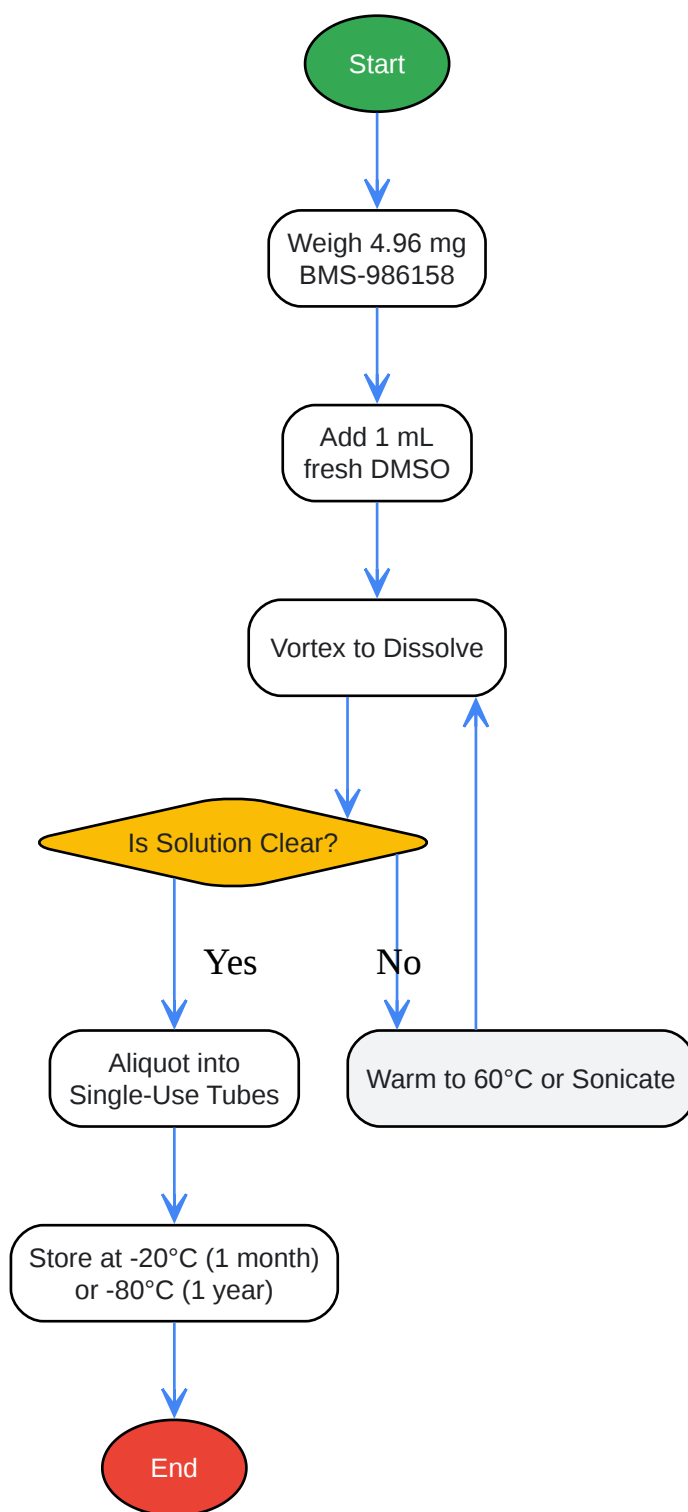 Start
Weigh 4.96 mg
BMS-986158
Add 1 mL
fresh DMSO
Vortex to Dissolve
Is Solution Clear?
Yes
No
Aliquot into
Single-Use Tubes
Warm to 60°C or Sonicate
Store at -20°C (1 month)
or -80°C (1 year)
End